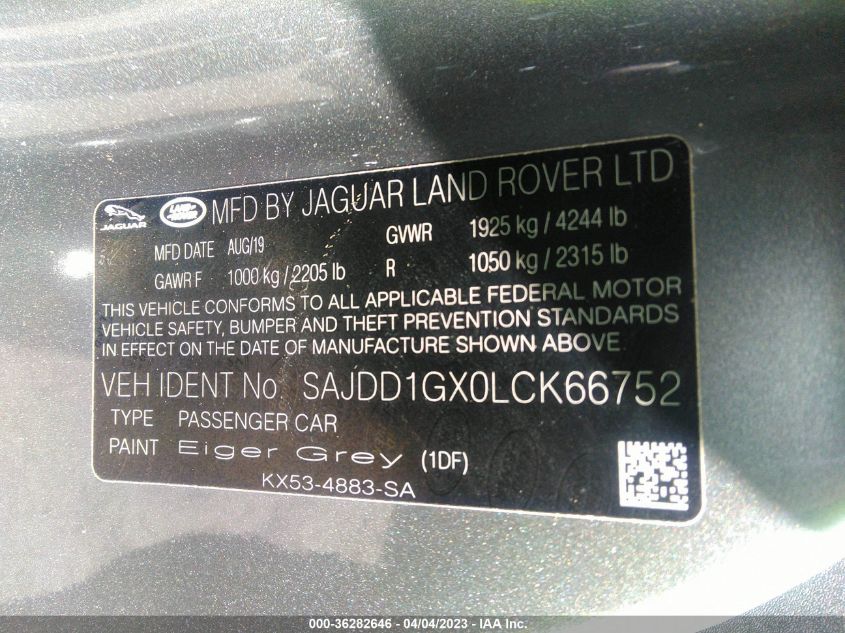 JAGUAR
LAND ROVER
MFD BY JAGUAR LAND ROVER LTD
MFD DATE AUG/19 GVWR 1925 kg / 4244 lb
GAWR F 1000 kg / 2205 lb R 1050 kg / 2315 lb
THIS VEHICLE CONFORMS TO ALL APPLICABLE FEDERAL MOTOR
VEHICLE SAFETY, BUMPER AND THEFT PREVENTION STANDARDS
IN EFFECT ON THE DATE OF MANUFACTURE SHOWN ABOVE.
VEH IDENT No SAJDD1GX0LCK66752
TYPE PASSENGER CAR
PAINT Eiger Grey (1DF)
KX53-4883-SA
000-36282646 - 04/04/2023 - IAA Inc.